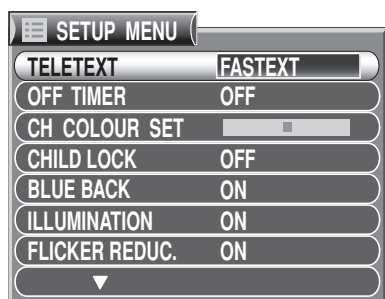 SETUP MENU
TELETEXT FASTEXT
OFF TIMER OFF
CH COLOUR SET
CHILD LOCK OFF
BLUE BACK ON
ILLUMINATION ON
FLICKER REDUC. ON